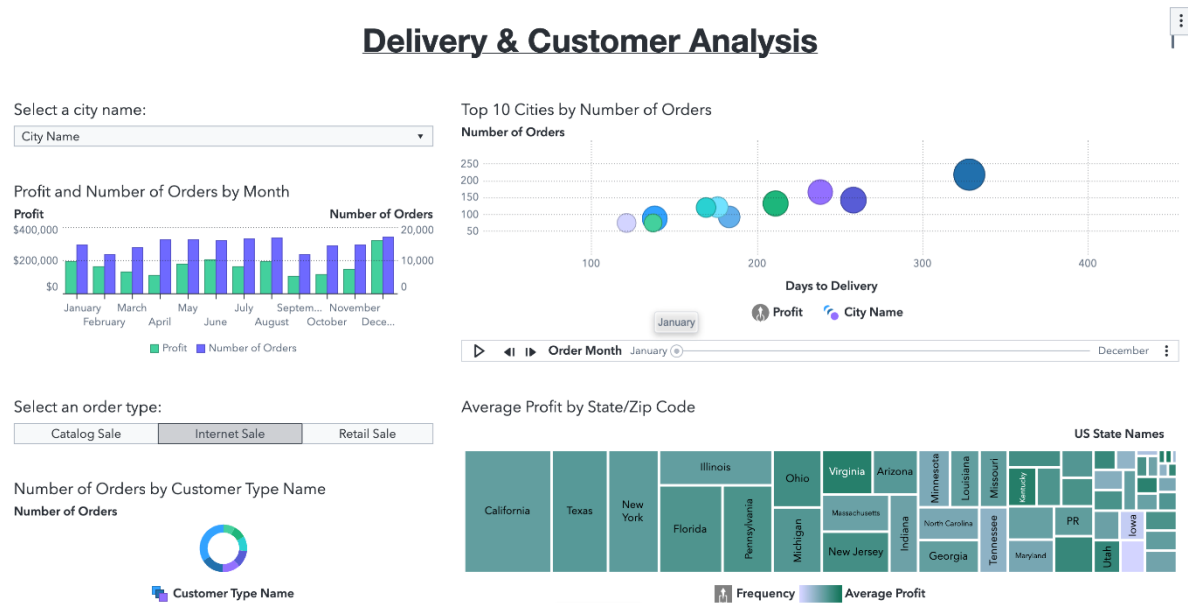 Delivery & Customer Analysis
Select a city name:
City Name
Profit and Number of Orders by Month
Profit
Number of Orders
$400,000
20,000
$200,000
10,000
$0
0
January March May July Septem... November
February April June August October Dece...
Profit Number of Orders
Select an order type:
Catalog Sale Internet Sale Retail Sale
Number of Orders by Customer Type Name
Number of Orders
Customer Type Name
Top 10 Cities by Number of Orders
Number of Orders
250
200
150
100
50
100 200 300 400
Days to Delivery
Profit City Name
January
Order Month January December
Average Profit by State/Zip Code
US State Names
California
Texas
New
York
Illinois
Florida
Pennsylvania
Ohio
Michigan
Virginia
Arizona
Massachusetts
New Jersey
Indiana
Minnesota
Louisiana
Missouri
North Carolina
Georgia
Tennessee
Kentucky
Maryland
PR
Utah
Iowa
Frequency Average Profit